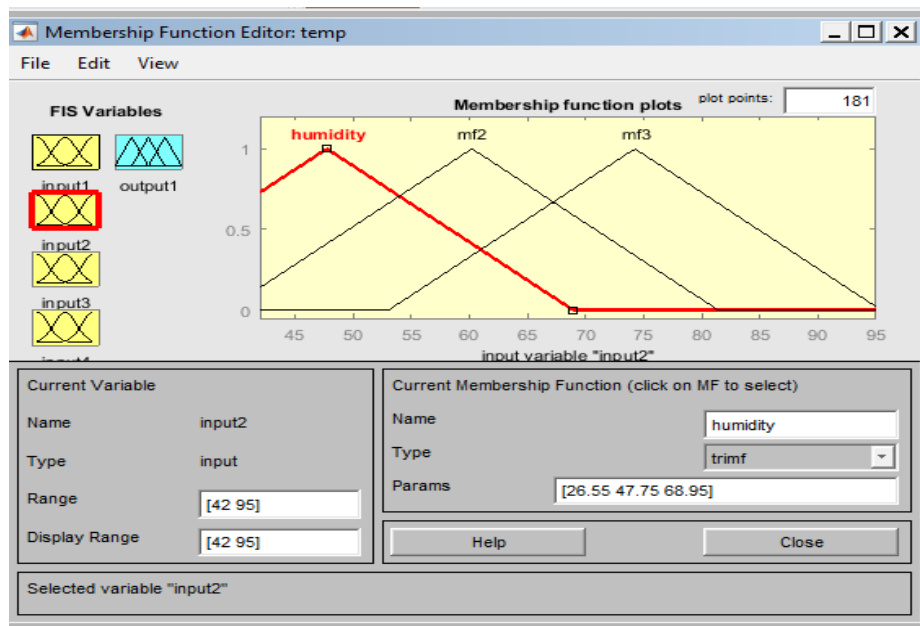 Membership Function Editor: temp
File Edit View
FIS Variables
Membership function plots
plot points:
181
input1
output1
input2
input3
humidity
mf2
mf3
1
0.5
0
45 50 55 60 65 70 75 80 85 90 95
input variable "input2"
Current Variable
Name input2
Type input
Range [42 95]
Display Range [42 95]
Current Membership Function (click on MF to select)
Name humidity
Type trimf
Params [26.55 47.75 68.95]
Help
Close
Selected variable "input2"